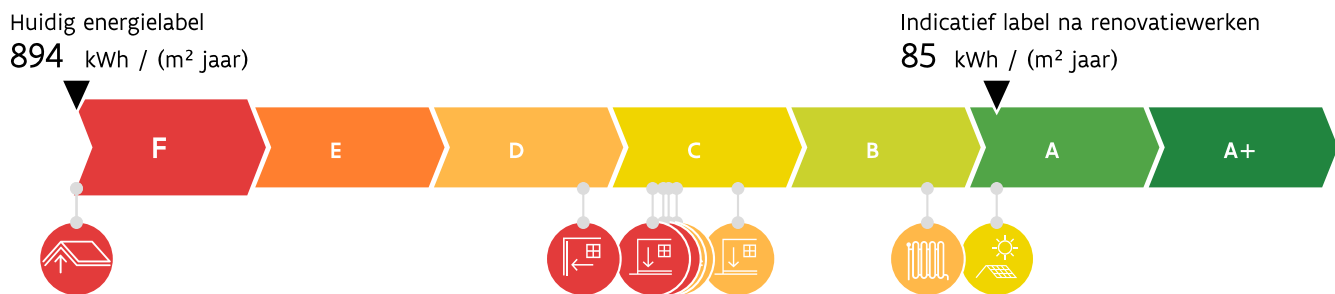 Huidig energielabel
894 kWh / (m² jaar)
Indicatief label na renovatiewerken
85 kWh / (m² jaar)
F E D C B A A+